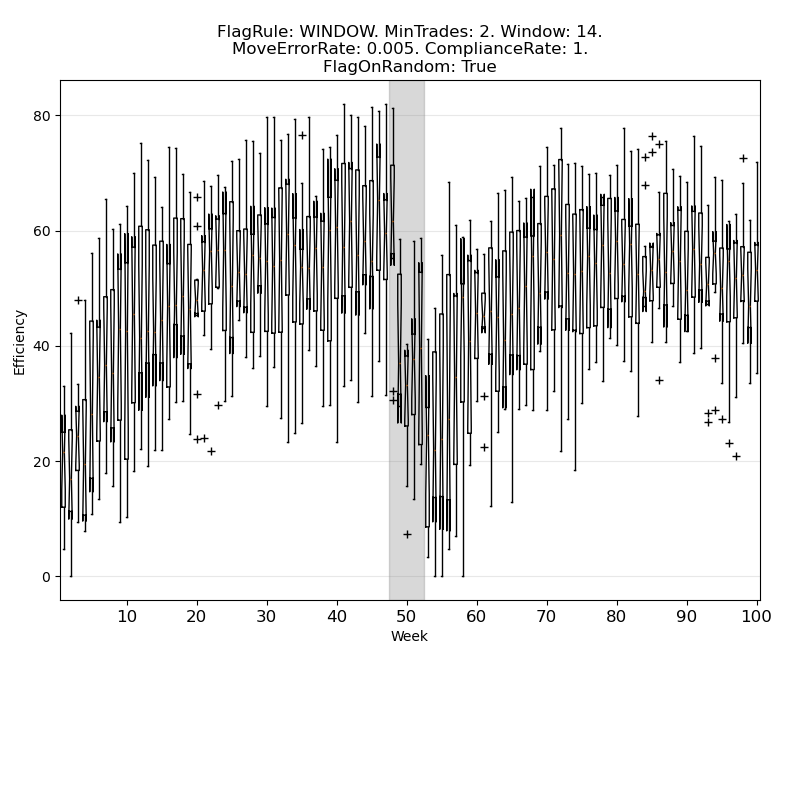 FlagRule: WINDOW. MinTrades: 2. Window: 14.
MoveErrorRate: 0.005. ComplianceRate: 1.
FlagOnRandom: True
80
60
40
20
0
Efficiency
10 20 30 40 50 60 70 80 90 100
Week